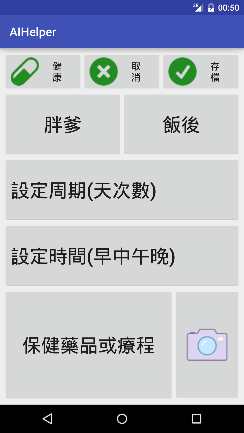 00:50
AIHelper
健康
取消
存檔
胖爹
飯後
設定周期(天次數)
設定時間(早中午晚)
保健藥品或療程